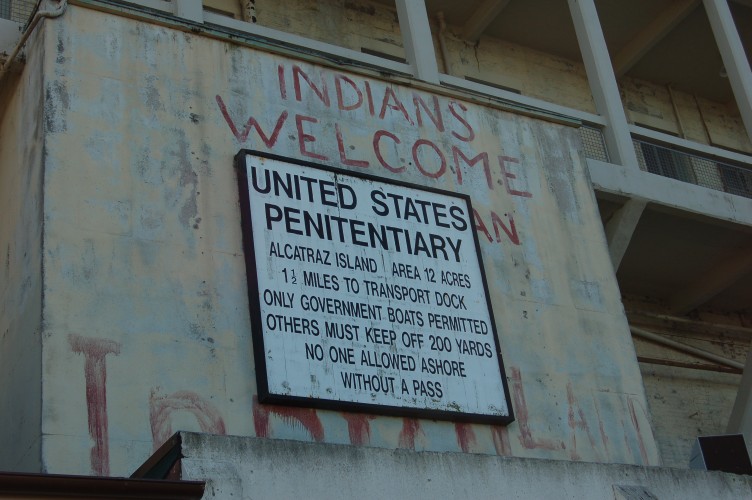 INDIANS
WELCOME
UNITED STATES
PENITENTIARY
ALCATRAZ ISLAND AREA 12 ACRES
1½ MILES TO TRANSPORT DOCK
ONLY GOVERNMENT BOATS PERMITTED
OTHERS MUST KEEP OFF 200 YARDS
NO ONE ALLOWED ASHORE
WITHOUT A PASS